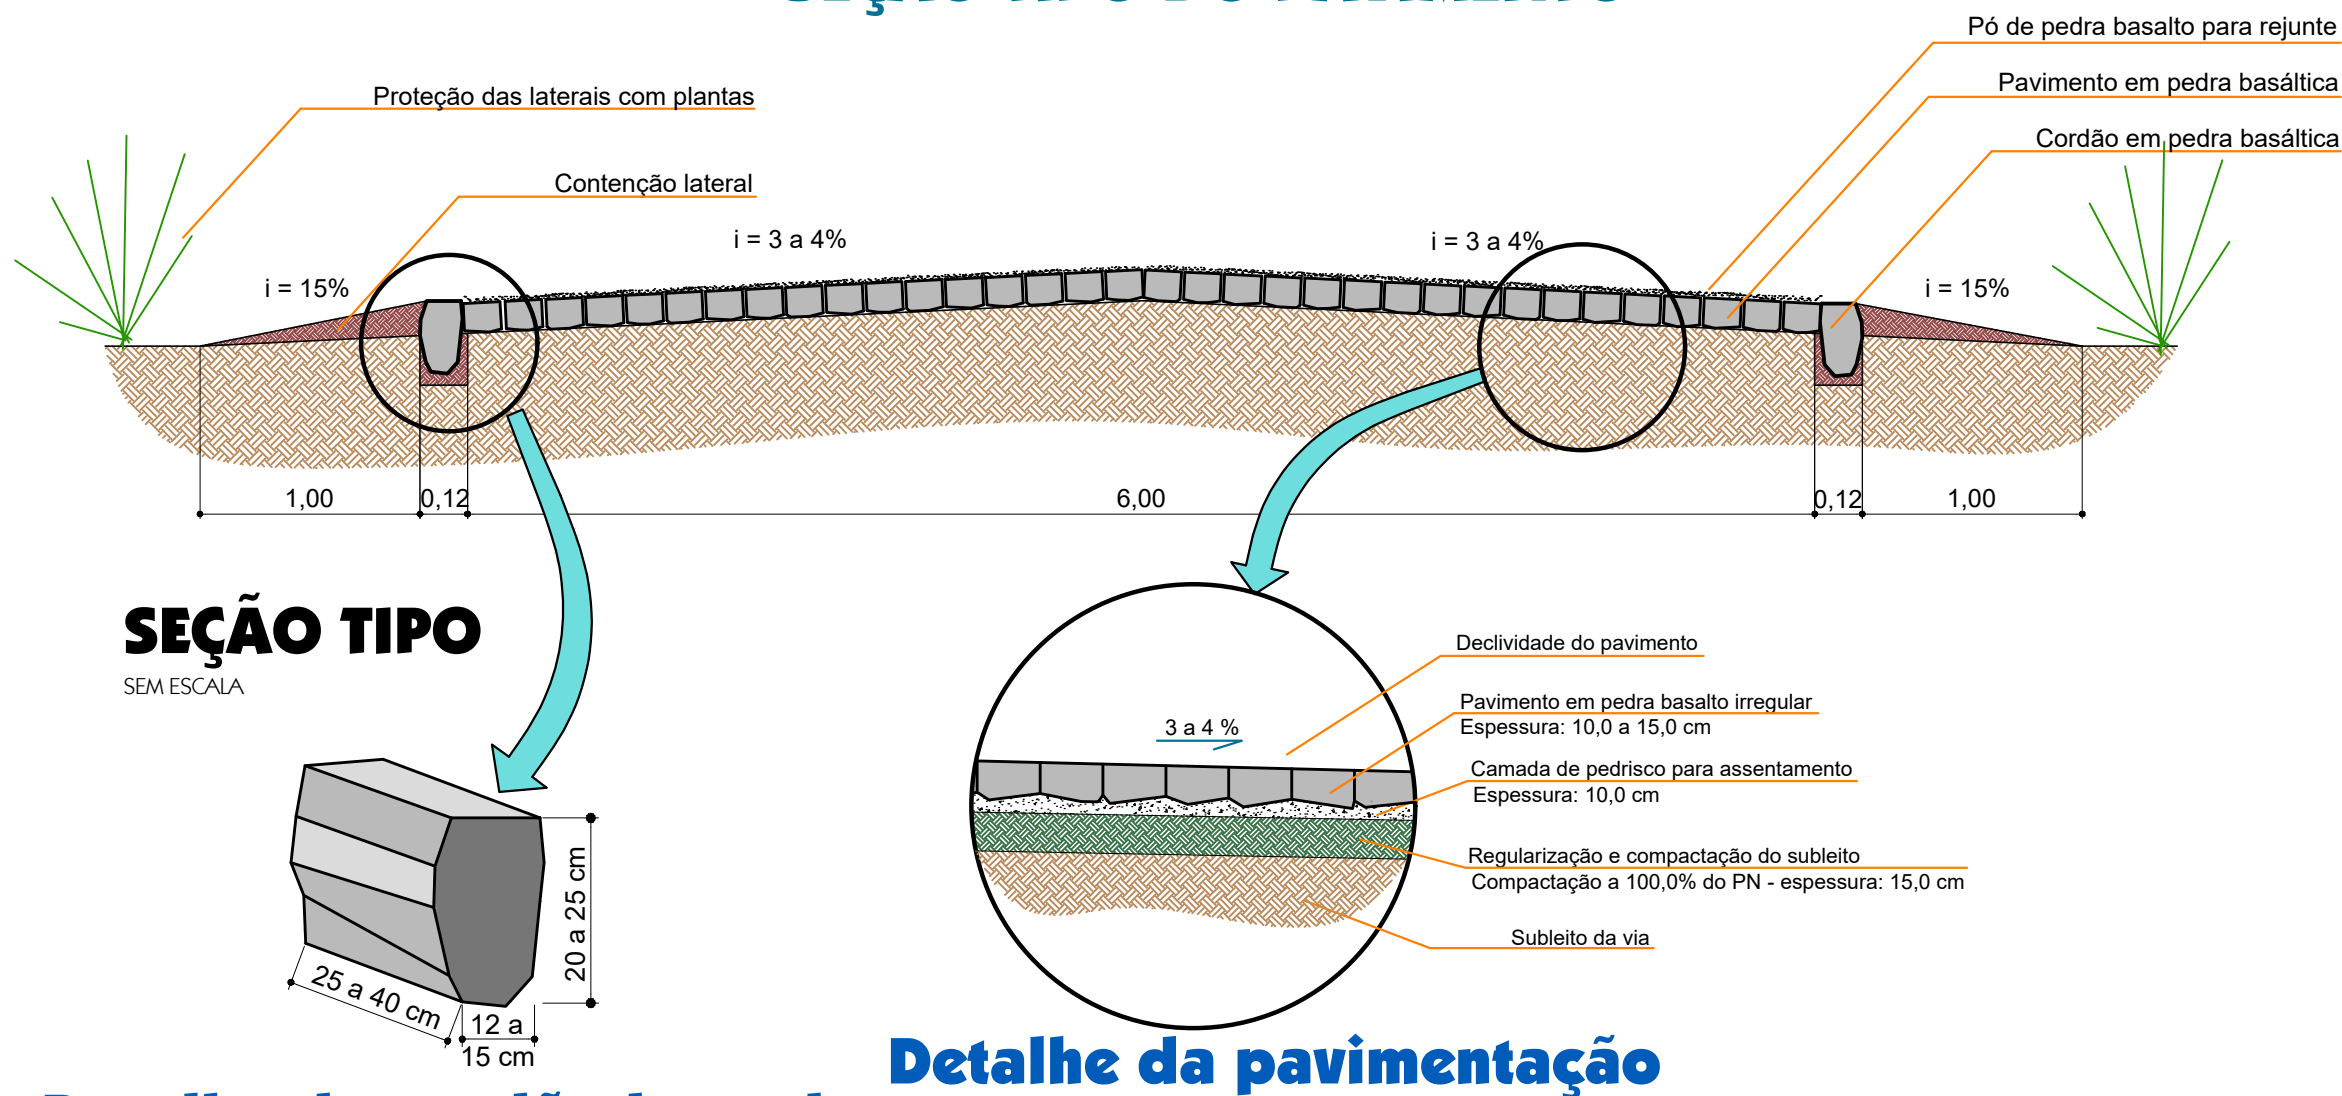 Pó de pedra basalto para rejunte
Proteção das laterais com plantas
Pavimento em pedra basáltica
Cordão em pedra basáltica
Contenção lateral
i = 3 a 4%
i = 3 a 4%
i = 15%
i = 15%
1,00
0,12
6,00
0,12
1,00
SEÇÃO TIPO
SEM ESCALA
Declividade do pavimento
Pavimento em pedra basalto irregular
Espessura: 10,0 a 15,0 cm
3 a 4 %
Camada de pedrisco para assentamento
Espessura: 10,0 cm
Regularização e compactação do subleito
Compactação a 100,0% do PN - espessura: 15,0 cm
Subleito da via
20 a 25 cm
25 a 40 cm
12 a
15 cm
Detalhe da pavimentação